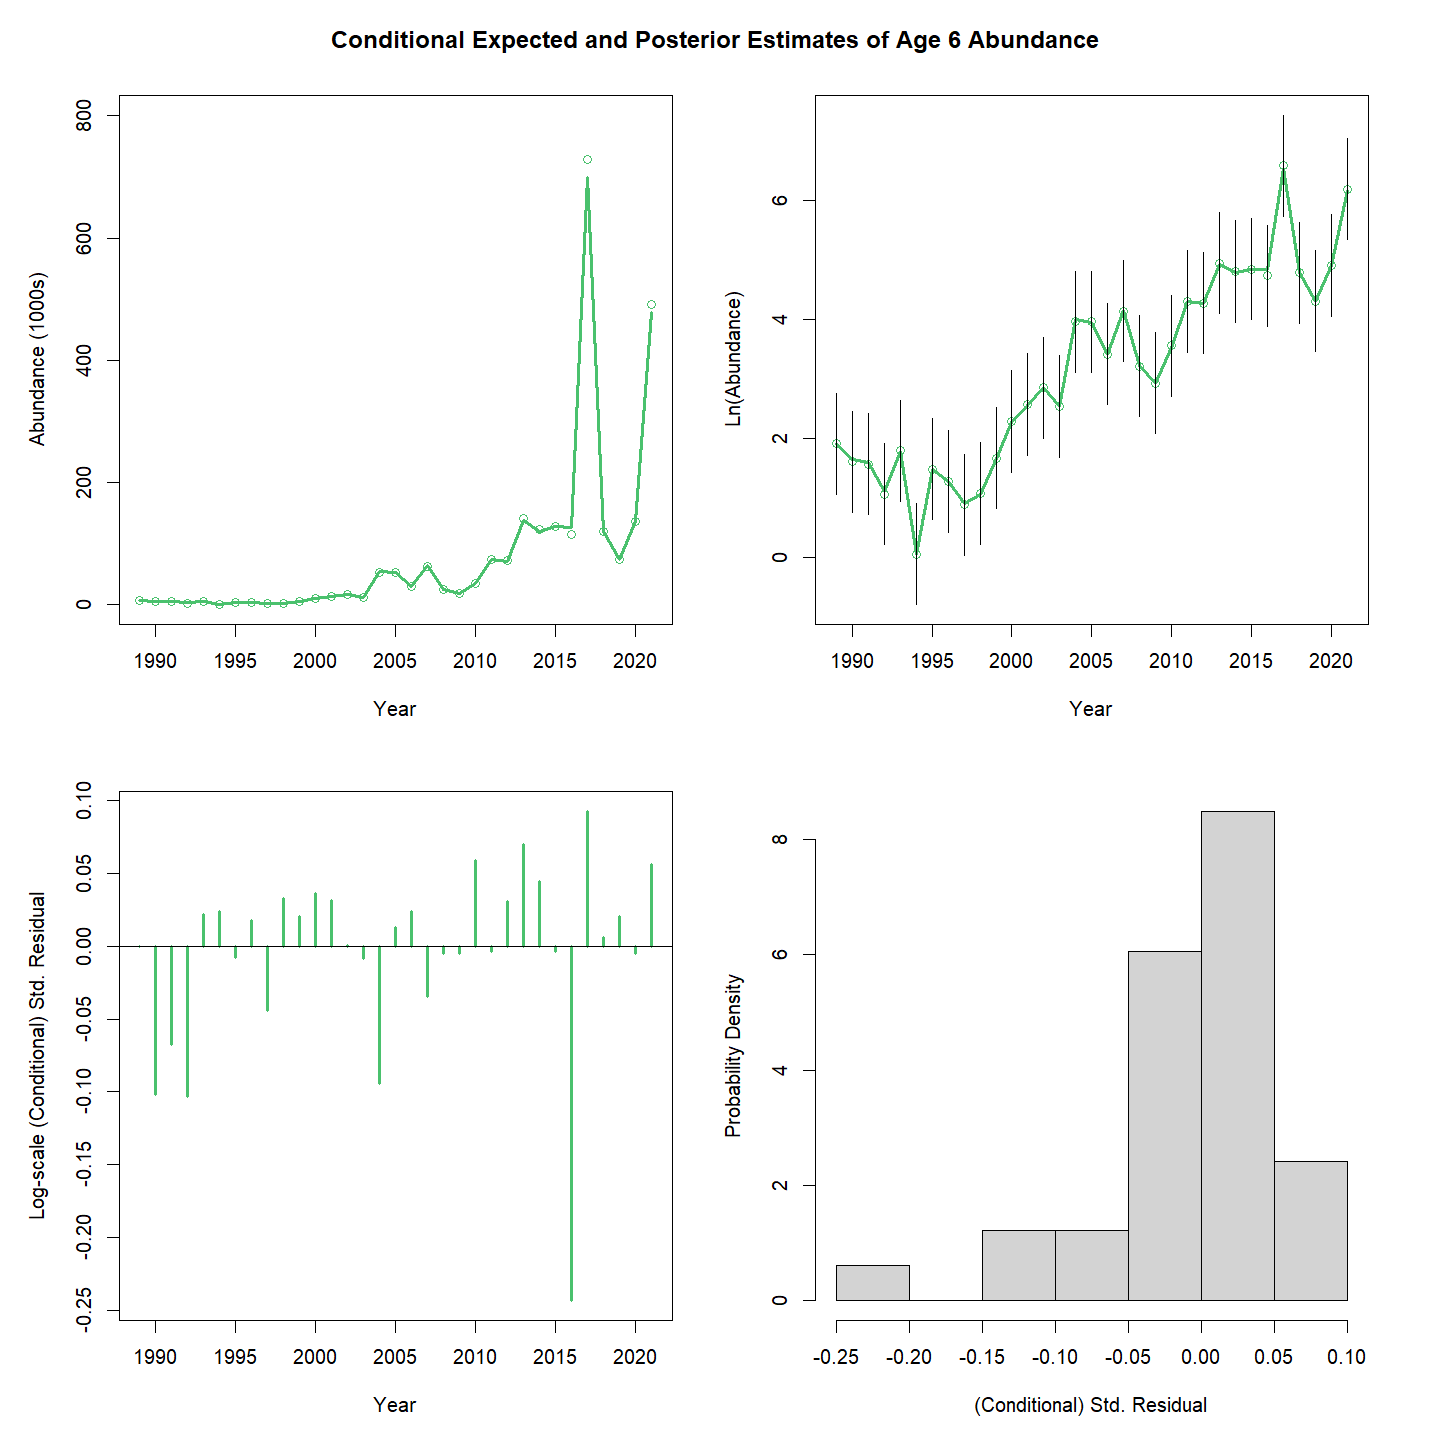 Conditional Expected and Posterior Estimates of Age 6 Abundance
Abundance (1000s)
800
600
400
200
0
1990 1995 2000 2005 2010 2015 2020
Year
Ln(Abundance)
6
4
2
0
1990 1995 2000 2005 2010 2015 2020
Year
Log-scale (Conditional) Std. Residual
0.10
0.05
0.00
-0.05
-0.10
-0.15
-0.20
-0.25
1990 1995 2000 2005 2010 2015 2020
Year
Probability Density
8
6
4
2
0
-0.25 -0.20 -0.15 -0.10 -0.05 0.00 0.05 0.10
(Conditional) Std. Residual